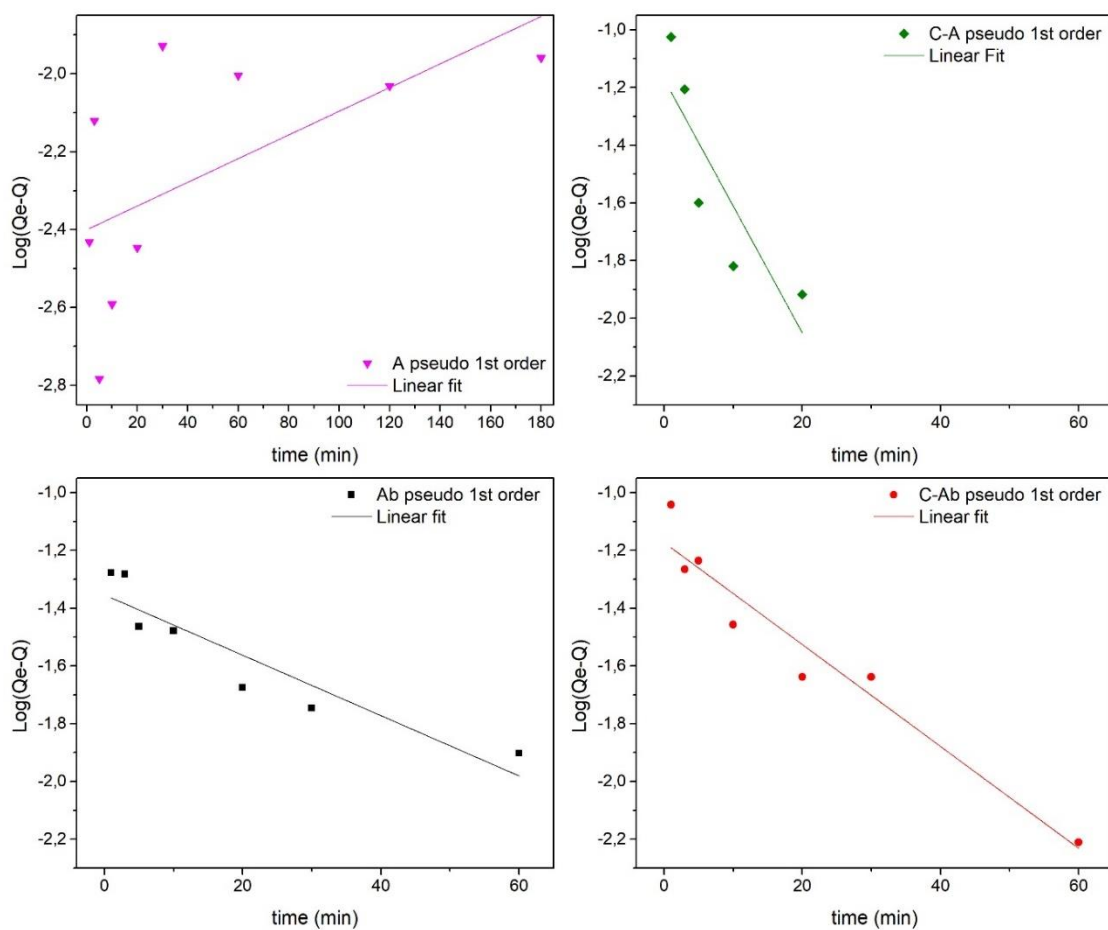 -2,0
-2,2
-2,4
-2,6
-2,8
Log(Qe-Q)
A pseudo 1st order
Linear fit
0 20 40 60 80 100 120 140 160 180
time (min)
-1,0
-1,2
-1,4
-1,6
-1,8
-2,0
-2,2
Log(Qe-Q)
C-A pseudo 1st order
Linear Fit
0 20 40 60
time (min)
-1,0
-1,2
-1,4
-1,6
-1,8
-2,0
-2,2
Log(Qe-Q)
Ab pseudo 1st order
Linear fit
0 20 40 60
time (min)
-1,0
-1,2
-1,4
-1,6
-1,8
-2,0
-2,2
Log(Qe-Q)
C-Ab pseudo 1st order
Linear fit
0 20 40 60
time (min)